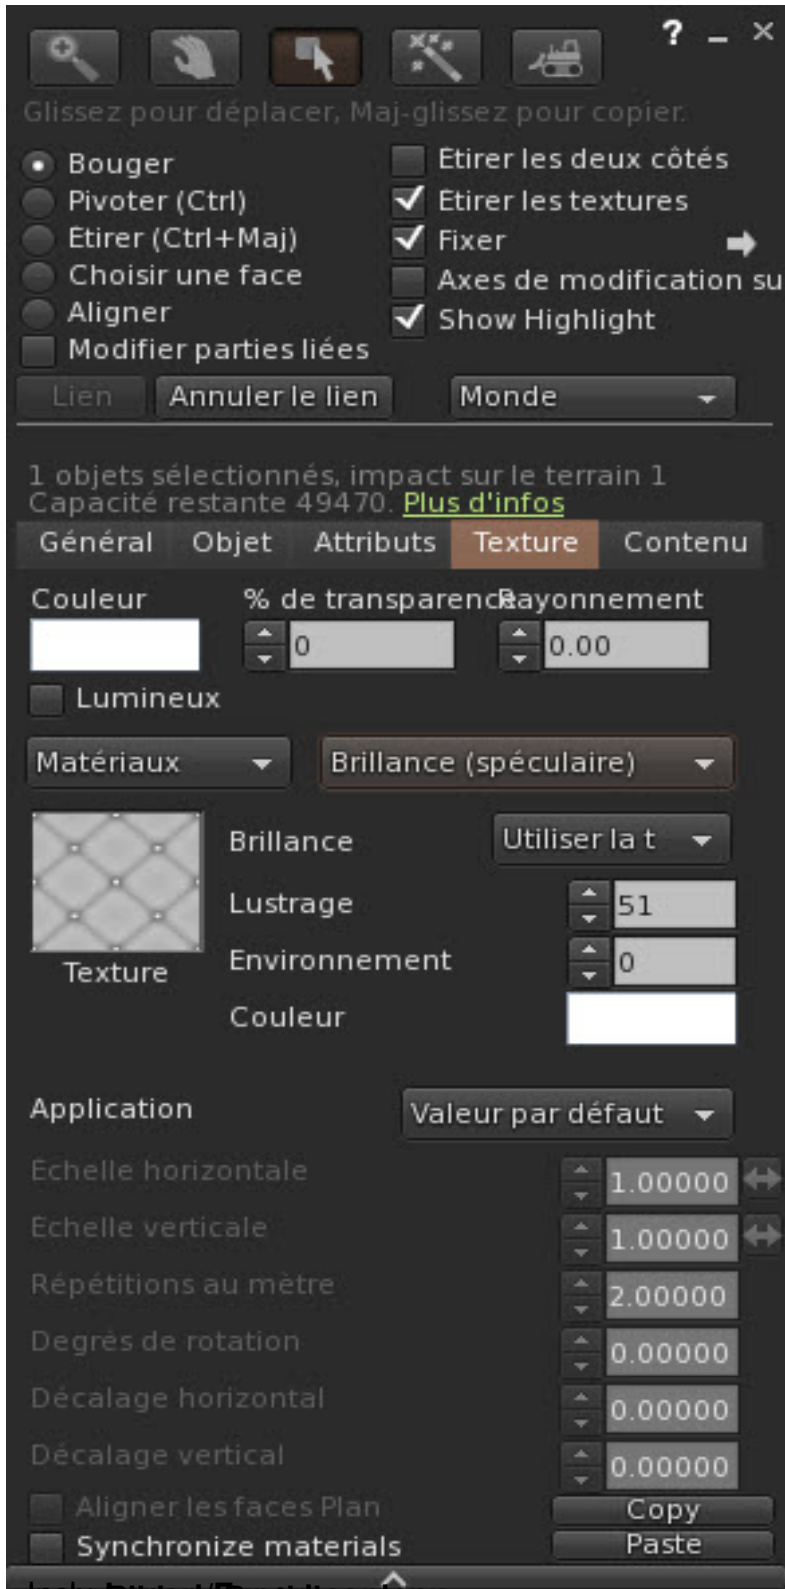 ?
Glissez pour déplacer, Maj-glissez pour copier.
Bouger
Pivoter (Ctrl)
Étirer (Ctrl+Maj)
Choisir une face
Aligner
Modifier parties liées
Etirer les deux côtés
Etirer les textures
Fixer
Axes de modification su
Show Highlight
Lien Annuler le lien Monde
1 objets sélectionnés, impact sur le terrain 1
Capacité restante 49470. Plus d'infos
Général Objet Attributs Texture Contenu
Couleur % de transparence Rayonnement
0 0.00
Lumineux
Matériaux Brillance (spéculaire)
Texture
Brillance Utiliser la t
Lustrage 51
Environnement 0
Couleur
Application Valeur par défaut
Echelle horizontale 1.00000
Echelle verticale 1.00000
Répétitions au mètre 2.00000
Degrés de rotation 0.00000
Décalage horizontal 0.00000
Décalage vertical 0.00000
Aligner les faces Plan Copy
Synchronize materials Paste